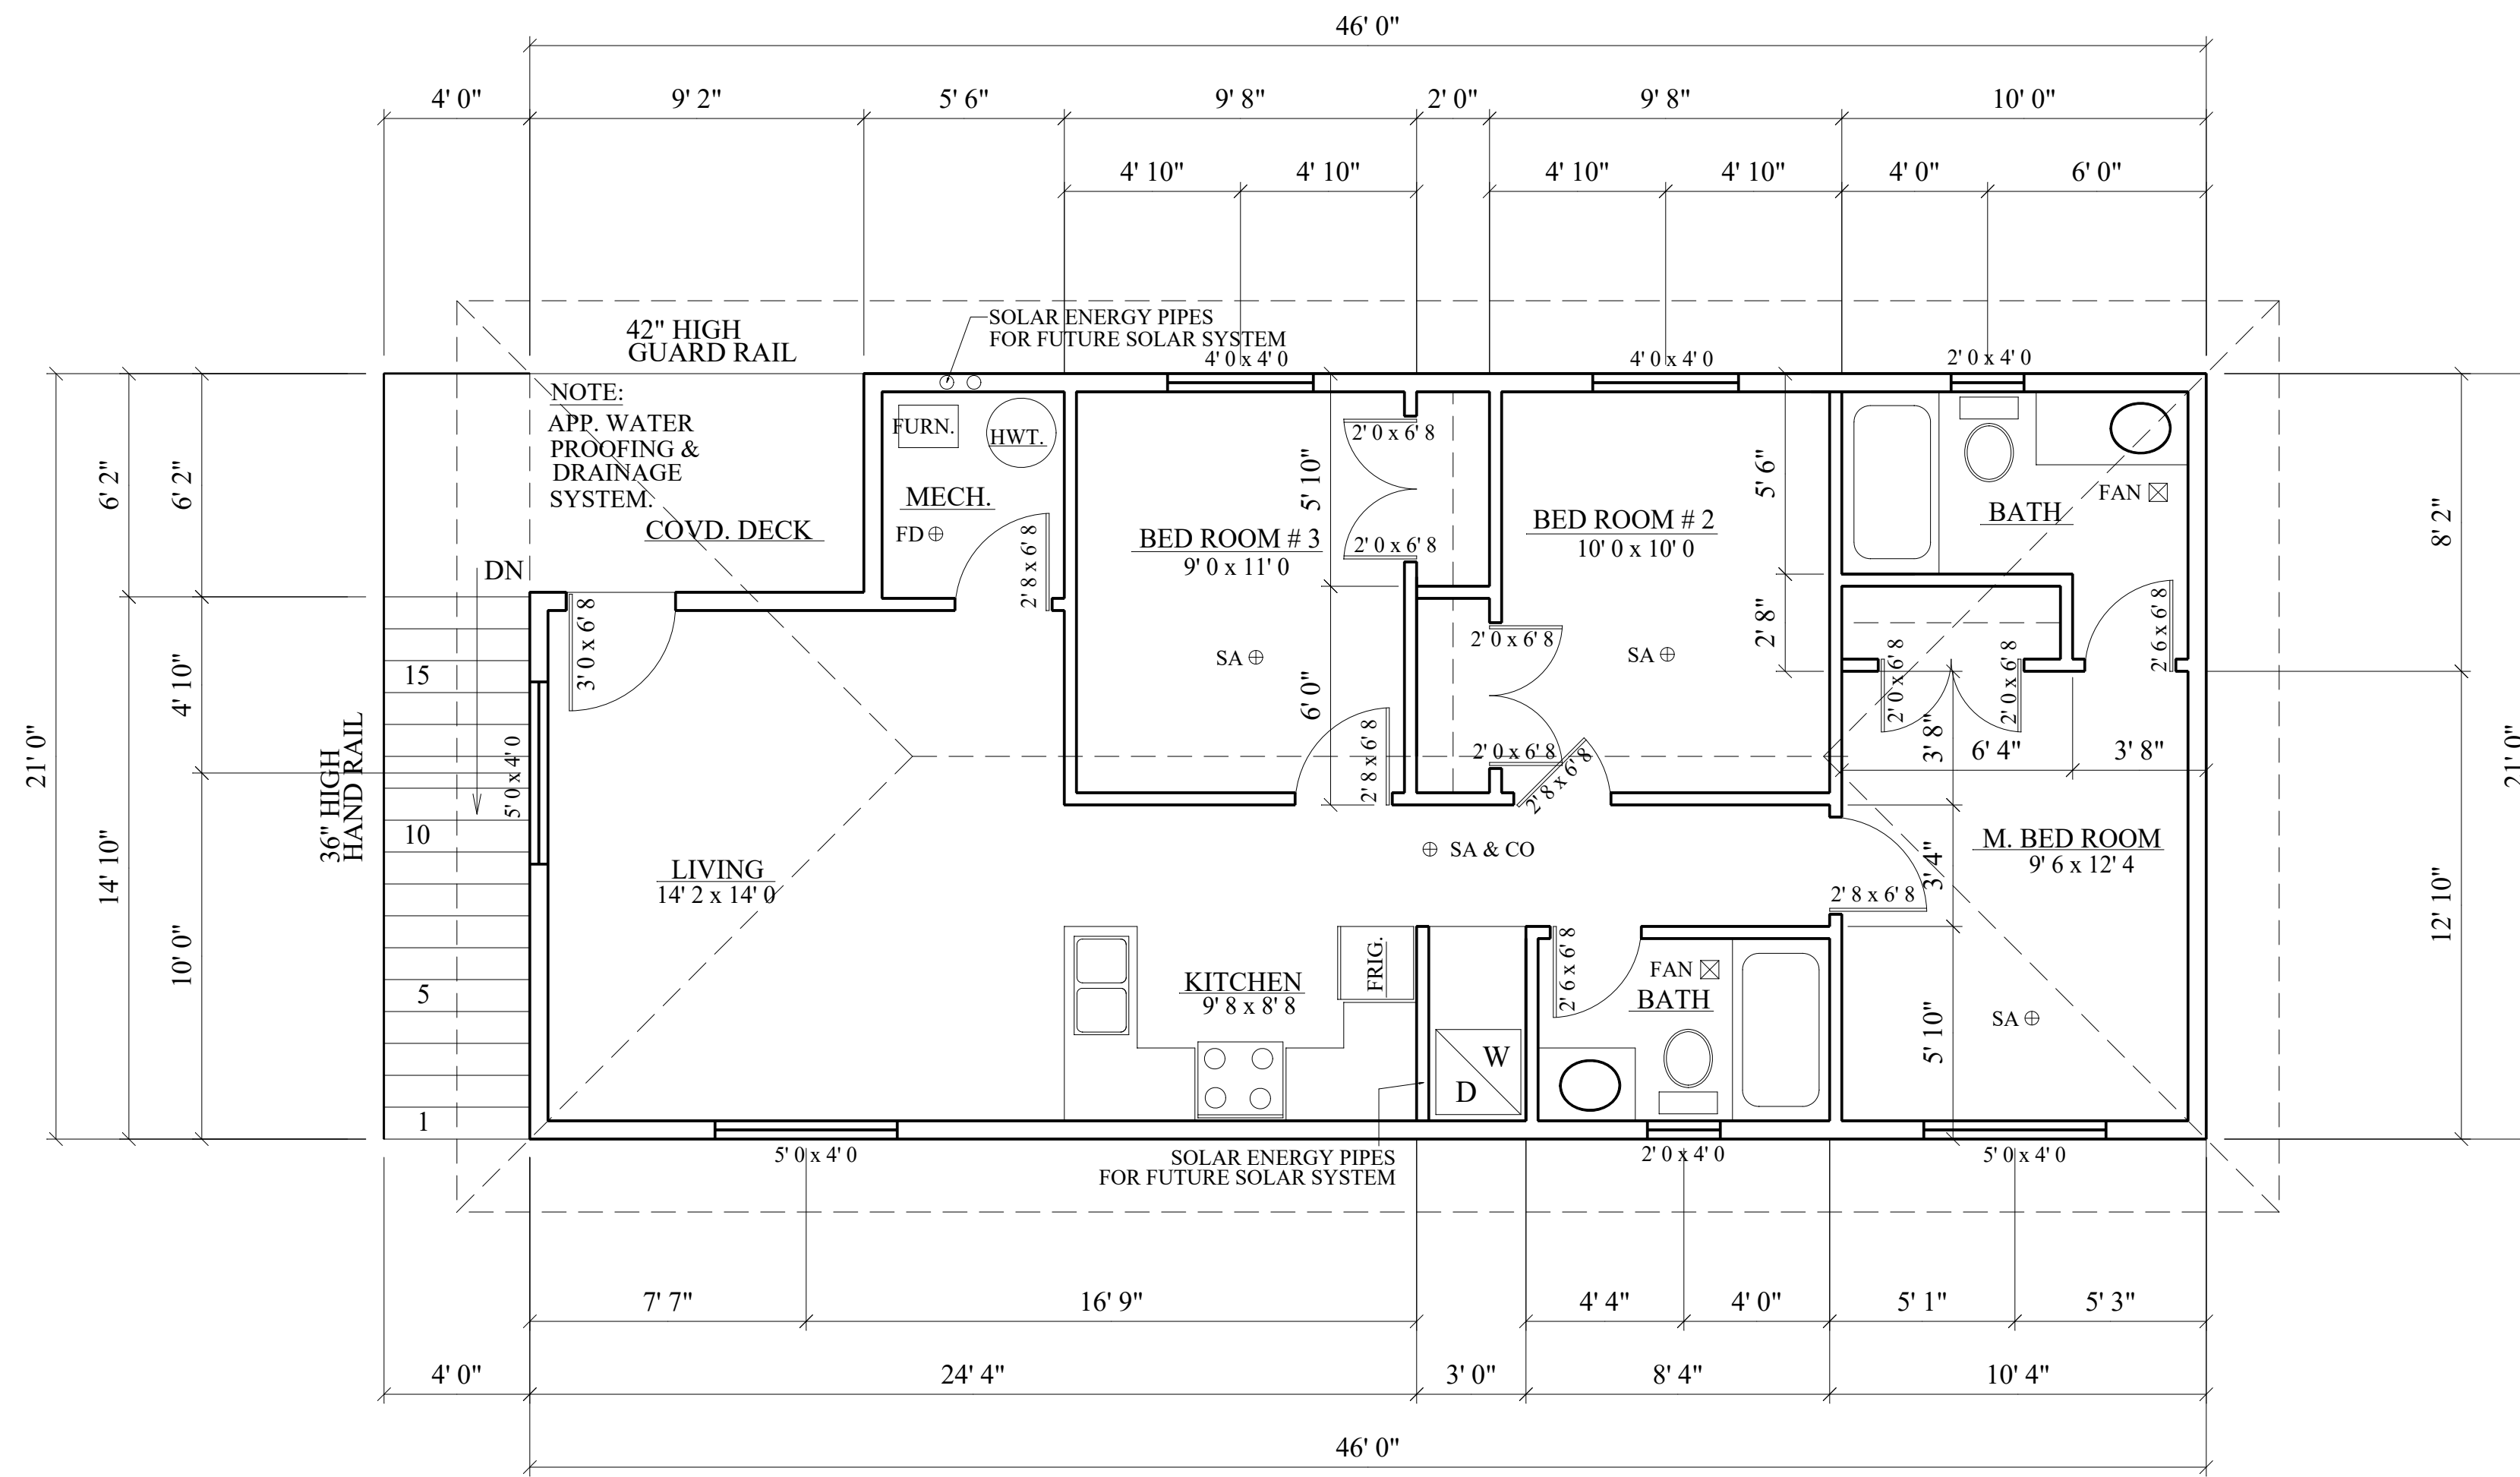 46' 0"
4' 0"
9' 2"
5' 6"
9' 8"
2' 0"
9' 8"
10' 0"
4' 10"
4' 10"
4' 10"
4' 10"
4' 0"
6' 0"
42" HIGH
GUARD RAIL
SOLAR ENERGY PIPES
FOR FUTURE SOLAR SYSTEM
4' 0 x 4' 0
4' 0 x 4' 0
2' 0 x 4' 0
NOTE:
APP. WATER
PROOFING &
DRAINAGE
SYSTEM.
COVD. DECK
DN
FURN.
HWT.
MECH.
FD
2' 8 x 6' 8
BED ROOM # 3
9' 0 x 11' 0
SA
2' 0 x 6' 8
2' 0 x 6' 8
5' 10"
6' 0"
2' 8 x 6' 8
BED ROOM # 2
10' 0 x 10' 0
SA
2' 0 x 6' 8
2' 0 x 6' 8
2' 8 x 6' 8
5' 6"
2' 8"
BATH
FAN
2' 6 x 6' 8
2' 0 x 6' 8
2' 0 x 6' 8
3' 8"
6' 4"
3' 8"
8' 2"
12' 10"
21' 0"
21' 0"
6' 2"
14' 10"
6' 2"
4' 10"
10' 0"
36" HIGH
HAND RAIL
15
10
5
1
3' 0 x 6' 8
5' 0 x 4' 0
LIVING
14' 2 x 14' 0
SA & CO
M. BED ROOM
9' 6 x 12' 4
2' 8 x 6' 8
3' 4"
5' 10"
SA
KITCHEN
9' 8 x 8' 8
FRIG.
W
D
2' 6 x 6' 8
FAN
BATH
5' 0 x 4' 0
SOLAR ENERGY PIPES
FOR FUTURE SOLAR SYSTEM
2' 0 x 4' 0
5' 0 x 4' 0
7' 7"
16' 9"
4' 4"
4' 0"
5' 1"
5' 3"
4' 0"
24' 4"
3' 0"
8' 4"
10' 4"
46' 0"